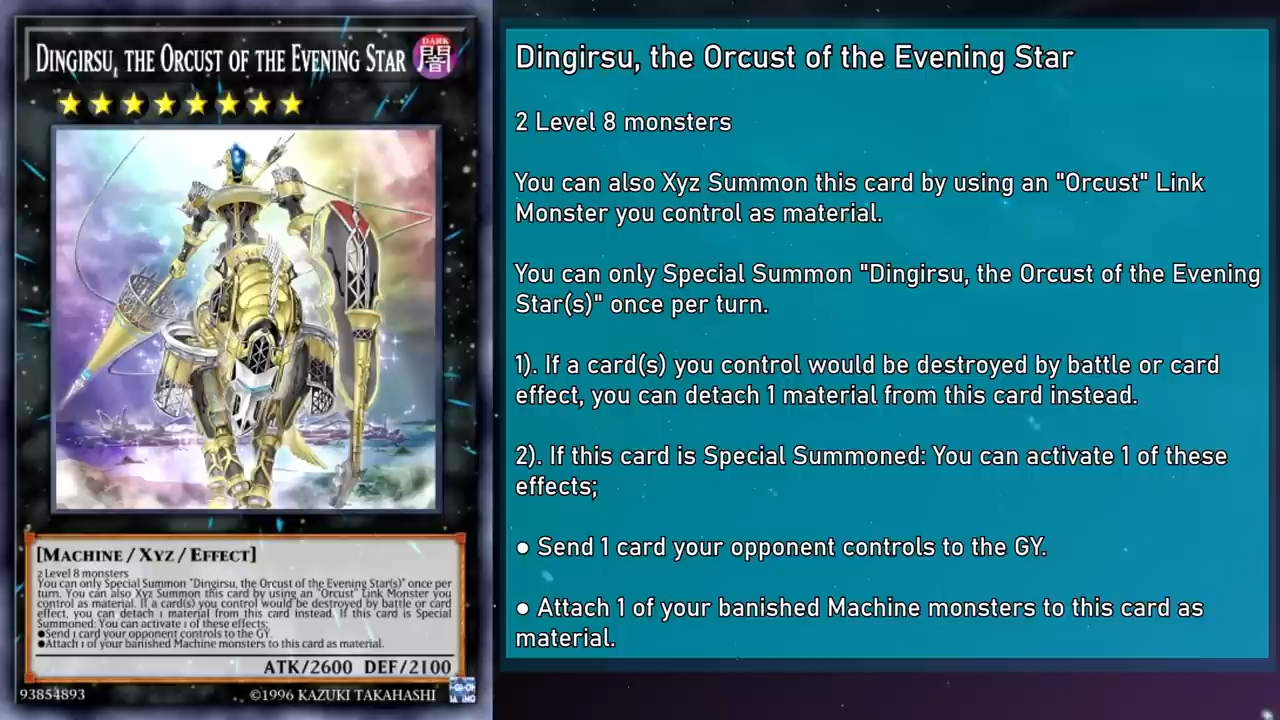 DINGIRSU, THE ORCUST OF THE EVENING STAR
DARK
闇
[MACHINE/XYZ/EFFECT]
2 Level 8 monsters
You can only Special Summon "Dingirsu, the Orcust of the Evening Star(s)" once per
turn. You can also Xyz Summon this card by using an "Orcust" Link Monster you
control as material. If a card(s) you control would be destroyed by battle or card
effect, you can detach 1 material from this card instead. If this card is Special
Summoned: You can activate 1 of these effects;
●Send 1 card your opponent controls to the GY.
●Attach 1 of your banished Machine monsters to this card as material.
ATK/2600 DEF/2100
93854893
©1996 KAZUKI TAKAHASHI
Dingirsu, the Orcust of the Evening Star
2 Level 8 monsters
You can also Xyz Summon this card by using an "Orcust" Link
Monster you control as material.
You can only Special Summon "Dingirsu, the Orcust of the Evening
Star(s)" once per turn.
1). If a card(s) you control would be destroyed by battle or card
effect, you can detach 1 material from this card instead.
2). If this card is Special Summoned: You can activate 1 of these
effects;
● Send 1 card your opponent controls to the GY.
● Attach 1 of your banished Machine monsters to this card as
material.